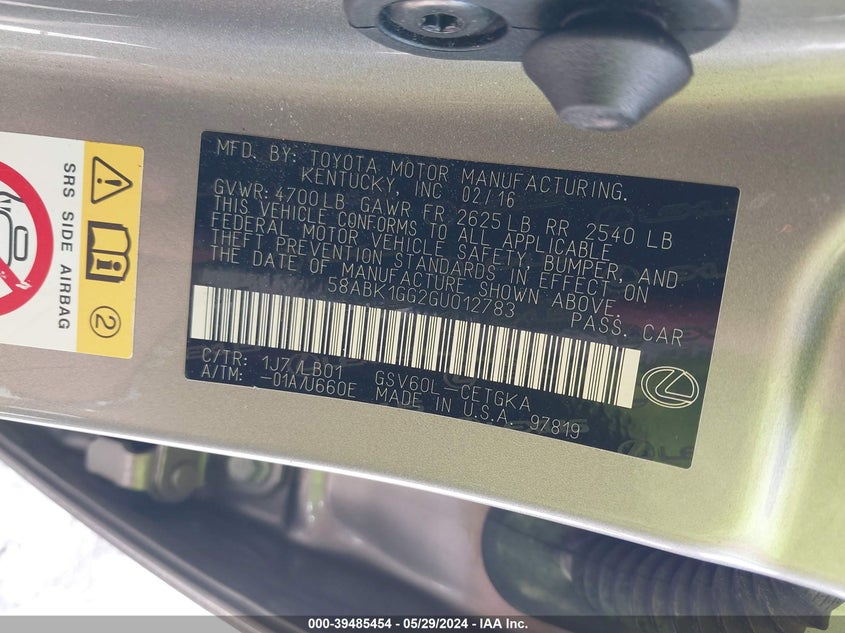 MFD. BY: TOYOTA MOTOR MANUFACTURING.
KENTUCKY, INC 02/16
GVWR: 4700LB GAWR FR 2625LB RR 2540 LB
THIS VEHICLE CONFORMS TO ALL APPLICABLE
FEDERAL MOTOR VEHICLE SAFETY, BUMPER, AND
THEFT PREVENTION STANDARDS IN EFFECT ON
THE DATE OF MANUFACTURE SHOWN ABOVE.
58ABK1GG2GU012783 PASS. CAR
C/TR: 1J7/LB01 GSV60L-CETGKA
A/TM: -01A/U660E MADE IN U.S.A. 97819
SRS SIDE AIRBAG
2
000-39485454 / 05/29/2024 - IAA Inc.